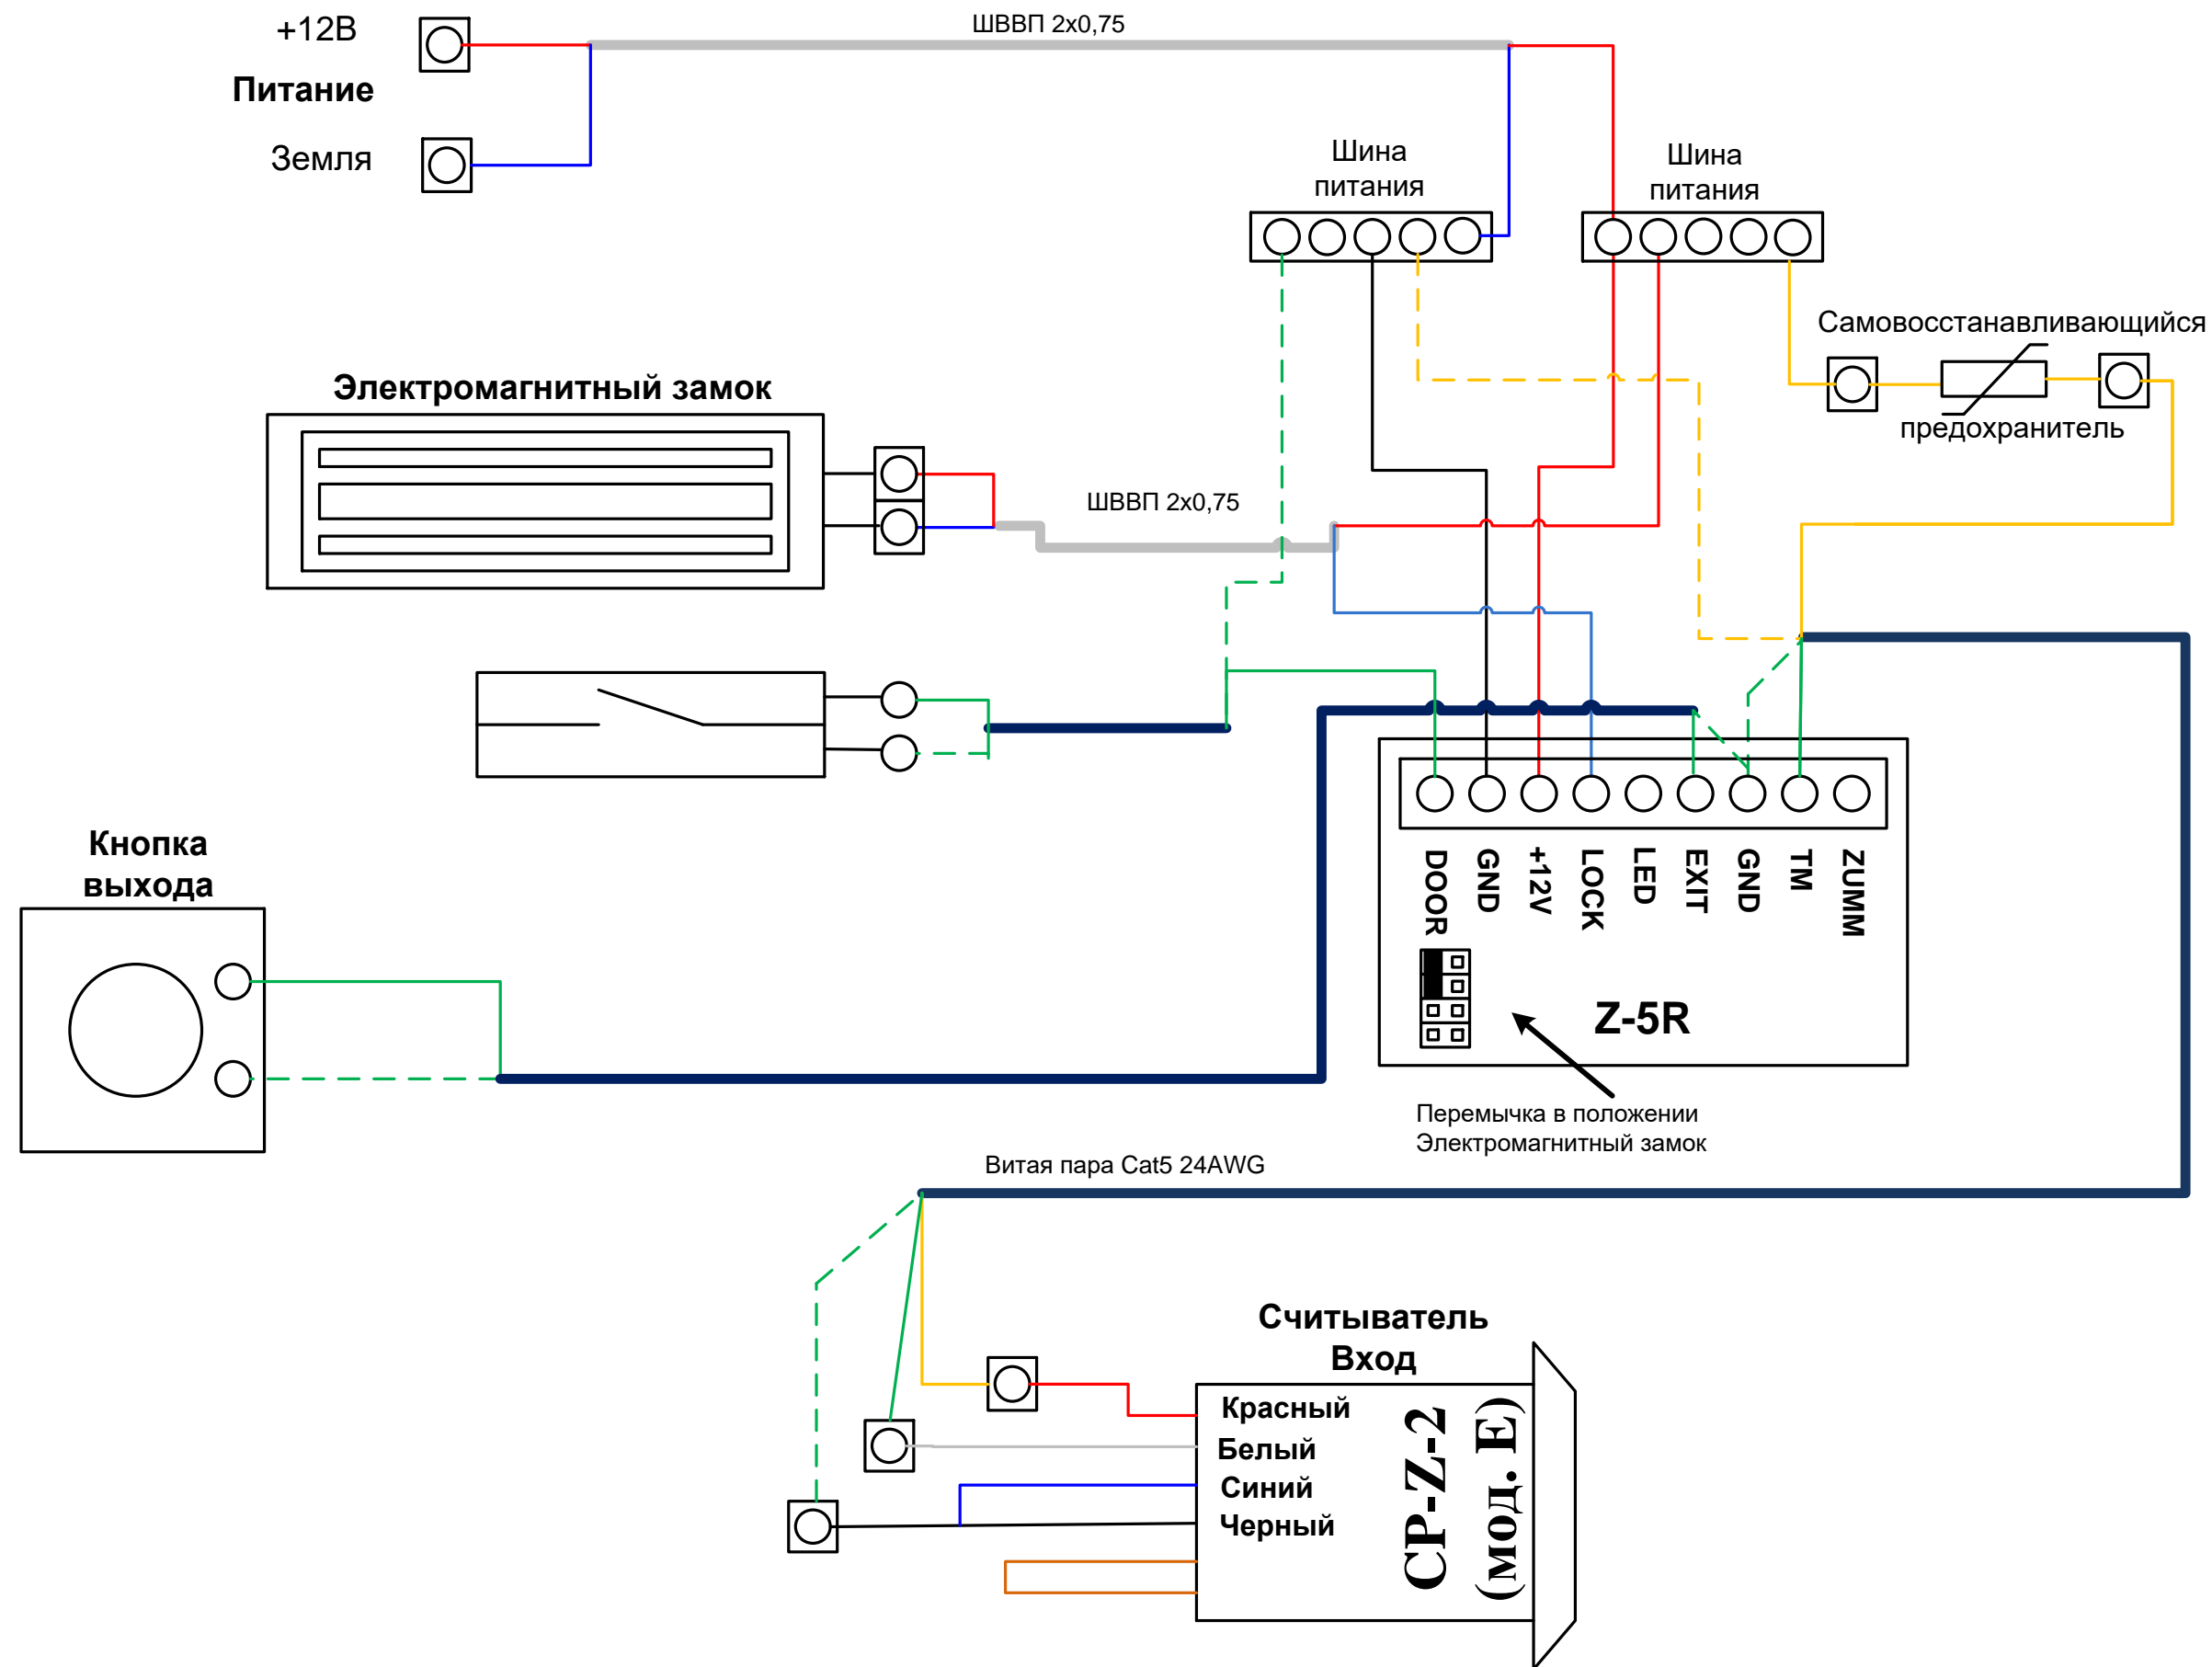 +12В
ШВВП 2х0,75
Питание
Земля
Шина
питания
Шина
питания
Самовосстанавливающийся
предохранитель
Электромагнитный замок
ШВВП 2х0,75
Кнопка
выхода
DOOR
GND
+12V
LOCK
LED
EXIT
GND
TM
ZUMM
Z-5R
Перемычка в положении
Электромагнитный замок
Витая пара Cat5 24AWG
Считыватель
Вход
Красный
Белый
Синий
Черный
CP-Z-2
(мод. Е)